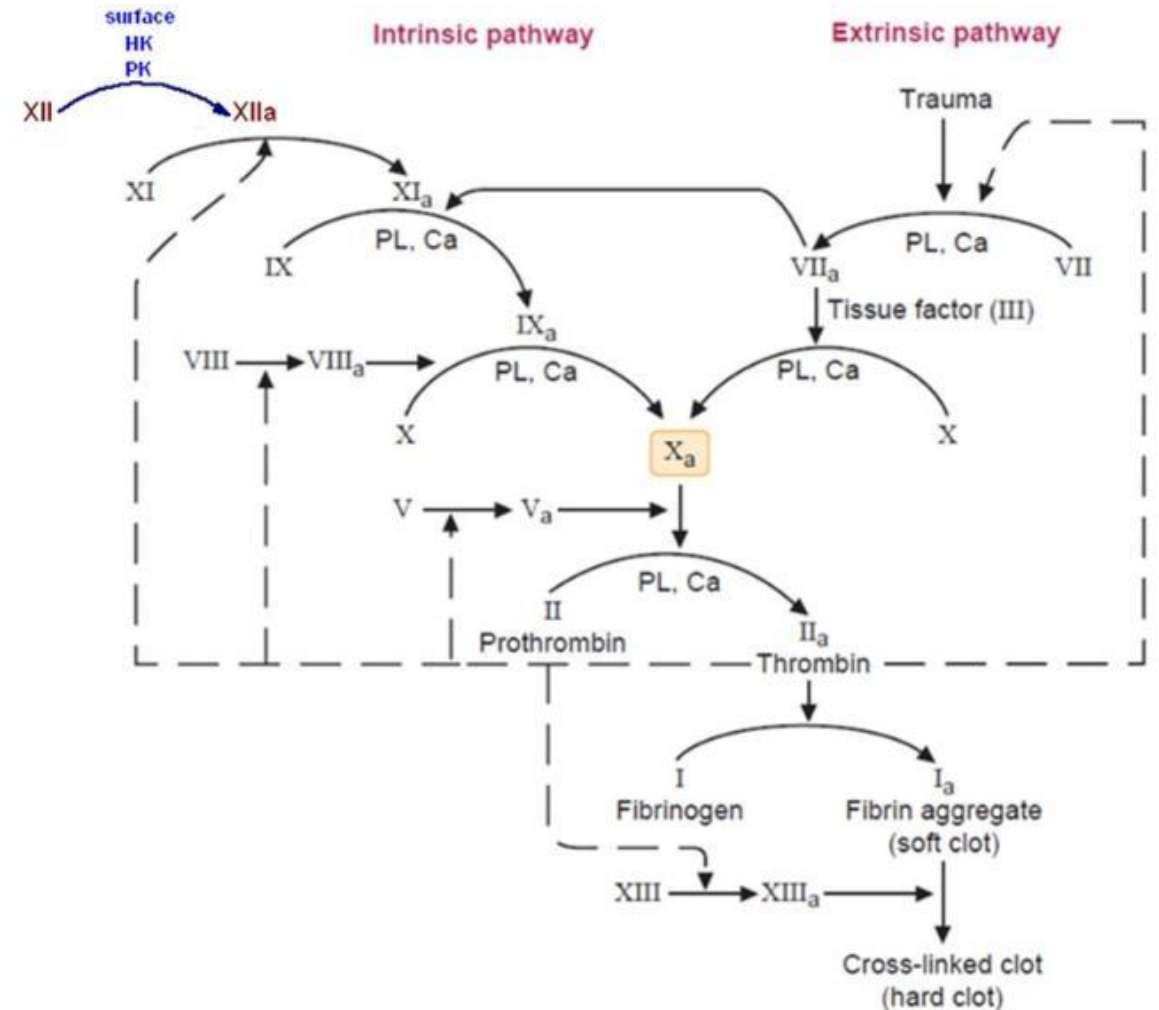 surface
HK
PK
Intrinsic pathway
Extrinsic pathway
XII
XIIa
Trauma
XI
XIa
PL, Ca
PL, Ca
IX
VIIa
VII
Tissue factor (III)
IXa
VIII
VIIIa
PL, Ca
PL, Ca
X
Xa
X
V
Va
PL, Ca
II
Prothrombin
IIa
Thrombin
I
Fibrinogen
Ia
Fibrin aggregate
(soft clot)
XIII
XIIIa
Cross-linked clot
(hard clot)